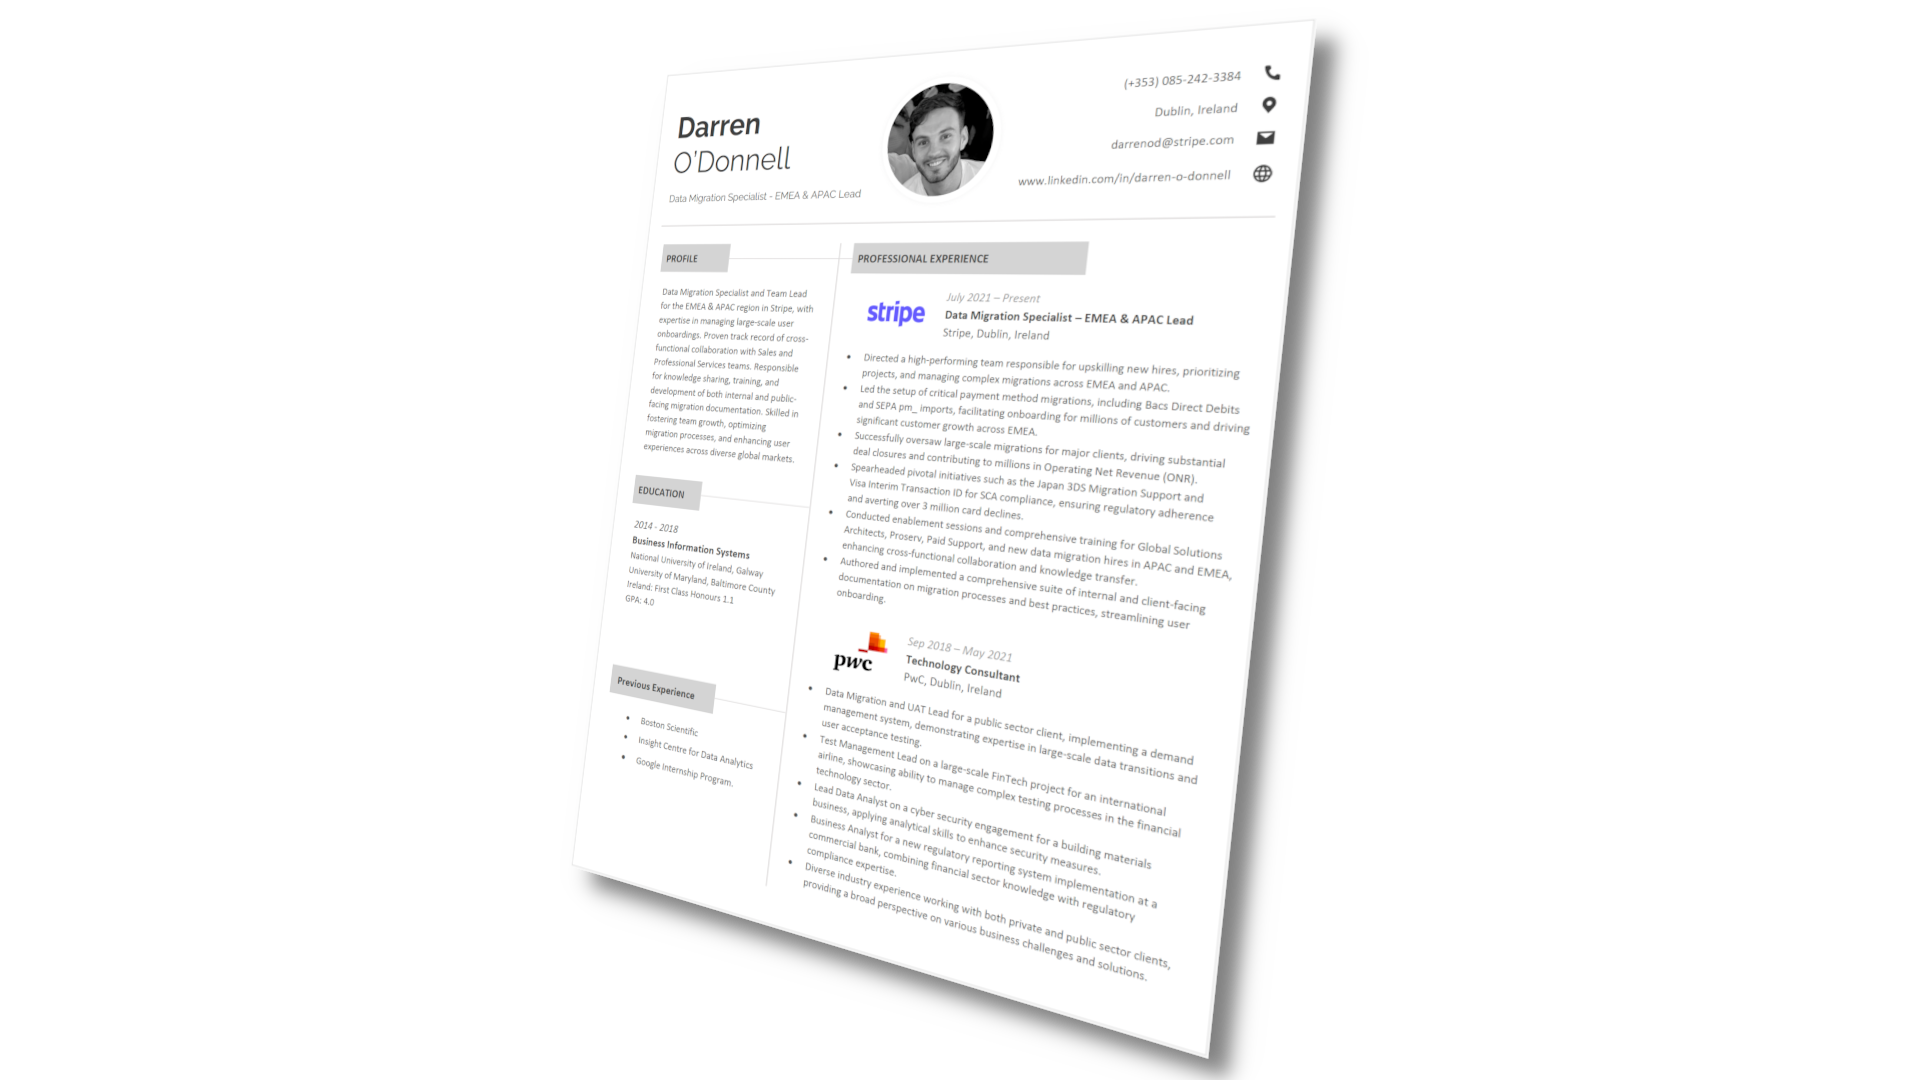 Darren
O'Donnell
Data Migration Specialist - EMEA & APAC Lead
(+353) 085-242-3384
Dublin, Ireland
darrenod@stripe.com
www.linkedin.com/in/darren-o-donnell
PROFILE
Data Migration Specialist and Team Lead
for the EMEA & APAC region in Stripe, with
expertise in managing large-scale user
onboardings. Proven track record of cross-
functional collaboration with Sales and
Professional Services teams. Responsible
for knowledge sharing, training, and
development of both internal and public-
facing migration documentation. Skilled in
fostering team growth, optimizing
migration processes, and enhancing user
experiences across diverse global markets.
EDUCATION
2014 - 2018
Business Information Systems
National University of Ireland, Galway
University of Maryland, Baltimore County
Ireland: First Class Honours 1.1
GPA: 4.0
Previous Experience
• Boston Scientific
• Insight Centre for Data Analytics
• Google Internship Program.
PROFESSIONAL EXPERIENCE
stripe
July 2021 – Present
Data Migration Specialist – EMEA & APAC Lead
Stripe, Dublin, Ireland
• Directed a high-performing team responsible for upskilling new hires, prioritizing
projects, and managing complex migrations across EMEA and APAC.
• Led the setup of critical payment method migrations, including Bacs Direct Debits
and SEPA pm_ imports, facilitating onboarding for millions of customers and driving
significant customer growth across EMEA.
• Successfully oversaw large-scale migrations for major clients, driving substantial
deal closures and contributing to millions in Operating Net Revenue (ONR).
• Spearheaded pivotal initiatives such as the Japan 3DS Migration Support and
Visa Interim Transaction ID for SCA compliance, ensuring regulatory adherence
and averting over 3 million card declines.
• Conducted enablement sessions and comprehensive training for Global Solutions
Architects, Proserv, Paid Support, and new data migration hires in APAC and EMEA,
enhancing cross-functional collaboration and knowledge transfer.
• Authored and implemented a comprehensive suite of internal and client-facing
documentation on migration processes and best practices, streamlining user
onboarding.
pwc
Sep 2018 – May 2021
Technology Consultant
PwC, Dublin, Ireland
• Data Migration and UAT Lead for a public sector client, implementing a demand
management system, demonstrating expertise in large-scale data transitions and
user acceptance testing.
• Test Management Lead on a large-scale FinTech project for an international
airline, showcasing ability to manage complex testing processes in the financial
technology sector.
• Lead Data Analyst on a cyber security engagement for a building materials
business, applying analytical skills to enhance security measures.
• Business Analyst for a new regulatory reporting system implementation at a
commercial bank, combining financial sector knowledge with regulatory
compliance expertise.
• Diverse industry experience working with both private and public sector clients,
providing a broad perspective on various business challenges and solutions.